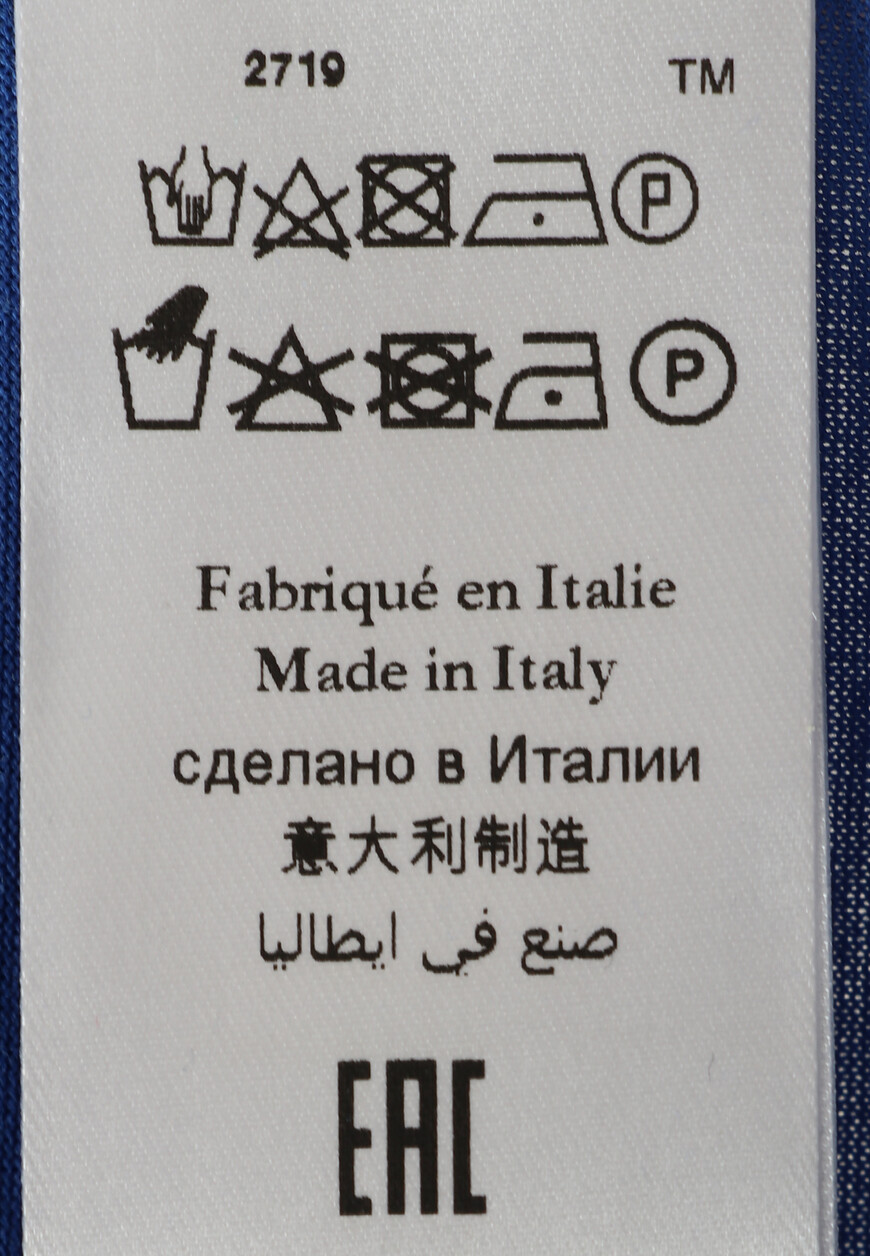 2719 TM
P
P
Fabriqué en Italie
Made in Italy
сделано в Италии
意大利制造
صنع في ايطاليا
EAC